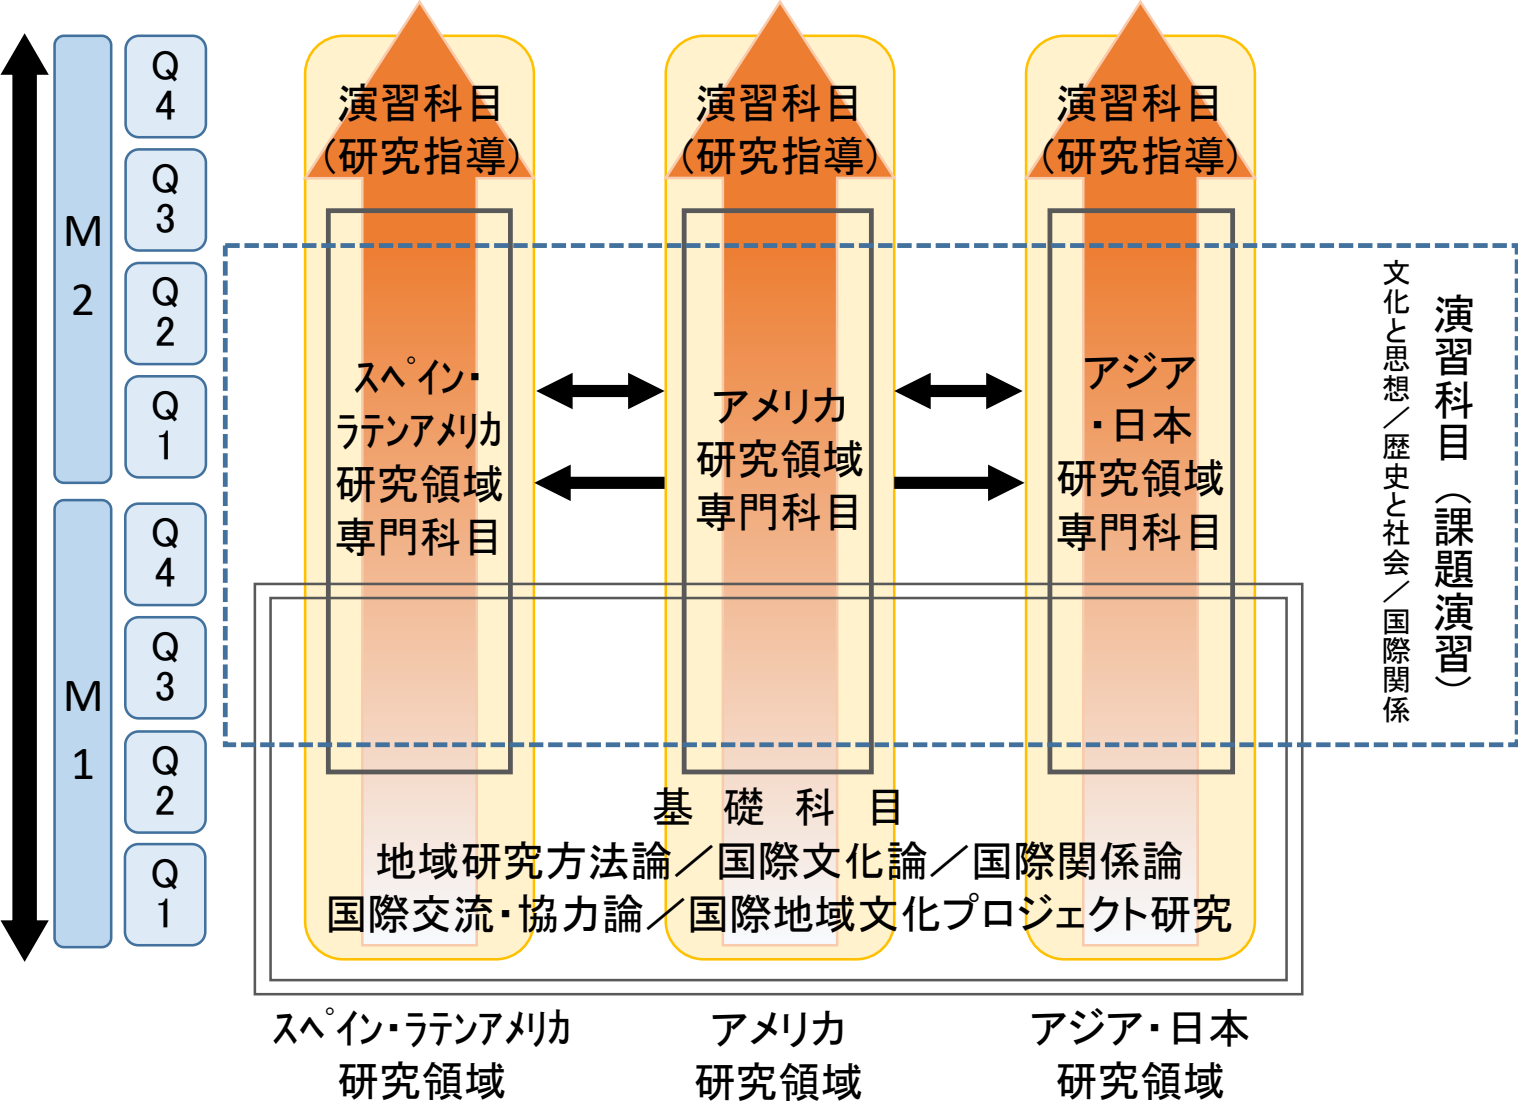 M
2
M
1
Q
4
Q
3
Q
2
Q
1
Q
4
Q
3
Q
2
Q
1
演習科目
(研究指導)
演習科目
(研究指導)
演習科目
(研究指導)
ｽﾍﾟｲﾝ・
ﾗﾃﾝｱﾒﾘｶ
研究領域
専門科目
アメリカ
研究領域
専門科目
アジア
・日本
研究領域
専門科目
演習科目（課題演習）
文化と思想／歴史と社会／国際関係
基 礎 科 目
地域研究方法論／国際文化論／国際関係論
国際交流・協力論／国際地域文化プロジェクト研究
ｽﾍﾟｲﾝ・ﾗﾃﾝｱﾒﾘｶ
研究領域
アメリカ
研究領域
アジア・日本
研究領域